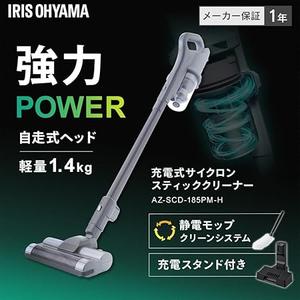 IRIS OHYAMA
メーカー保証 1年
強力
POWER
自走式ヘッド
軽量1.4kg
充電式サイクロン
スティッククリーナー
AZ-SCD-185PM-H
静電モップ
クリーンシステム
充電スタンド付き